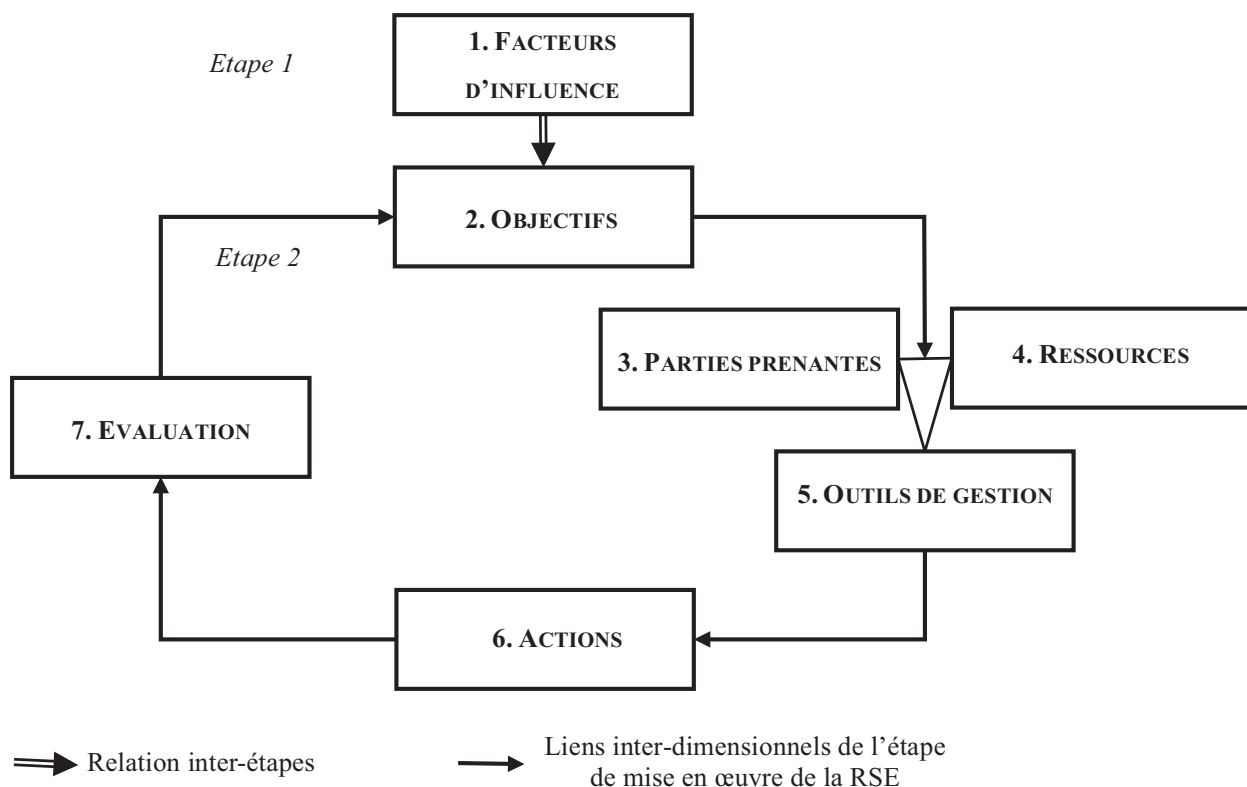 Etape 1
1. FACTEURS
D’INFLUENCE
2. OBJECTIFS
Etape 2
3. PARTIES PRENANTES
4. RESSOURCES
7. EVALUATION
5. OUTILS DE GESTION
6. ACTIONS
Relation inter-étapes
Liens inter-dimensionnels de l’étape
de mise en œuvre de la RSE